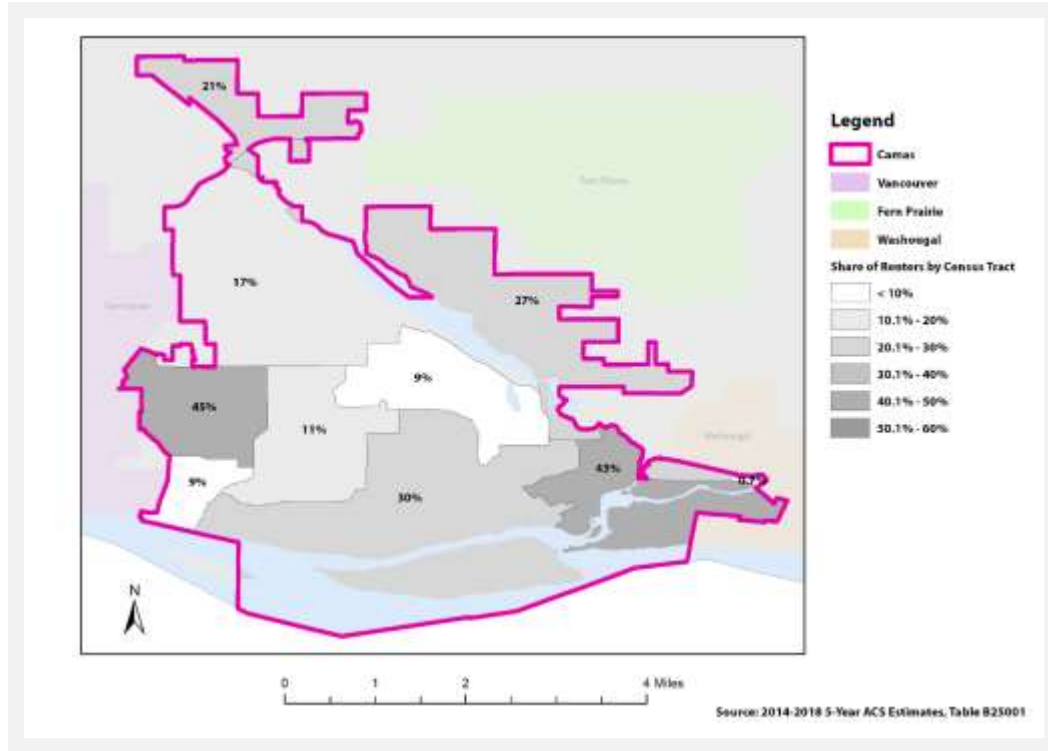 21%
17%
27%
9%
45%
11%
43%
9%
30%
N
0 1 2 4 Miles
Legend
Camas
Vancouver
Fern Prairie
Washougal
Share of Renters by Census Tract
< 10%
10.1% - 20%
20.1% - 30%
30.1% - 40%
40.1% - 50%
50.1% - 60%
Source: 2014-2018 5-Year ACS Estimates, Table B25001